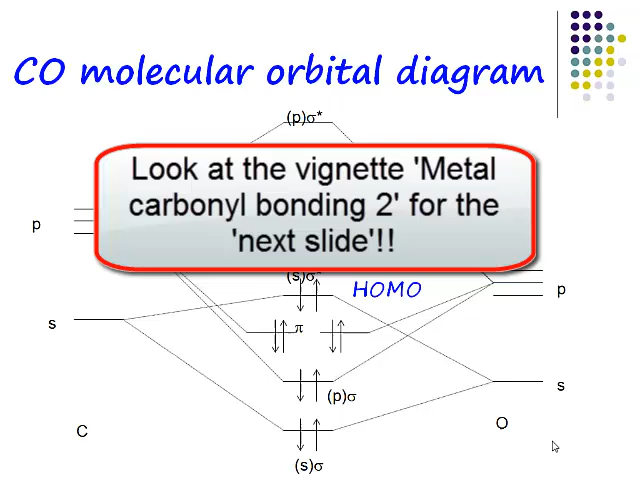 CO molecular orbital diagram
(p)σ*
Look at the vignette 'Metal
carbonyl bonding 2' for the
'next slide'!!
p
(s)σ*
HOMO
p
s
π
s
(p)σ
C
O
(s)σ